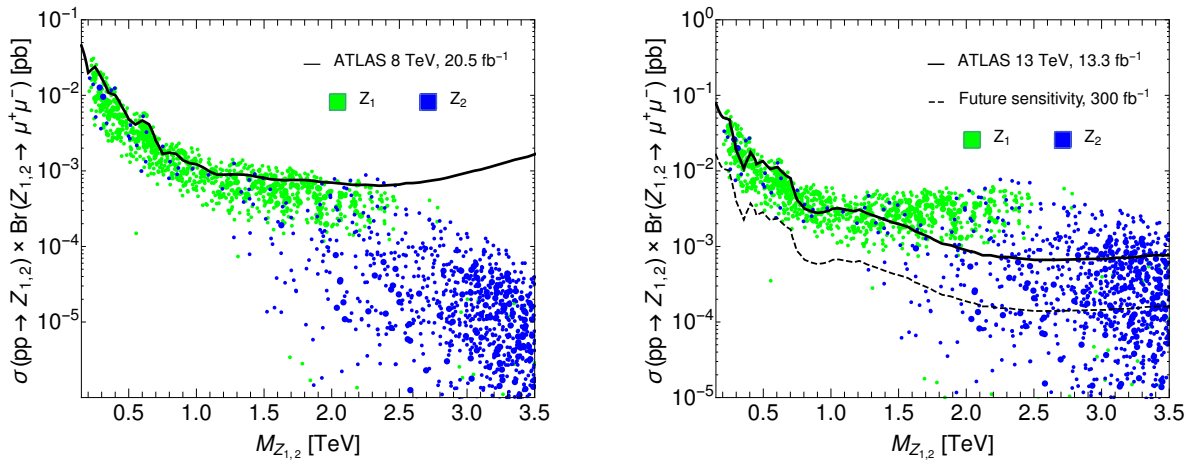 10⁻¹
10⁻²
10⁻³
10⁻⁴
10⁻⁵
σ(pp → Z₁,₂) × Br(Z₁,₂ → μ⁺μ⁻) [pb]
ATLAS 8 TeV, 20.5 fb⁻¹
Z₁ Z₂
0.5 1.0 1.5 2.0 2.5 3.0 3.5
M_Z₁,₂ [TeV]
10⁰
10⁻¹
10⁻²
10⁻³
10⁻⁴
10⁻⁵
σ(pp → Z₁,₂) × Br(Z₁,₂ → μ⁺μ⁻) [pb]
ATLAS 13 TeV, 13.3 fb⁻¹
Future sensitivity, 300 fb⁻¹
Z₁ Z₂
0.5 1.0 1.5 2.0 2.5 3.0 3.5
M_Z₁,₂ [TeV]